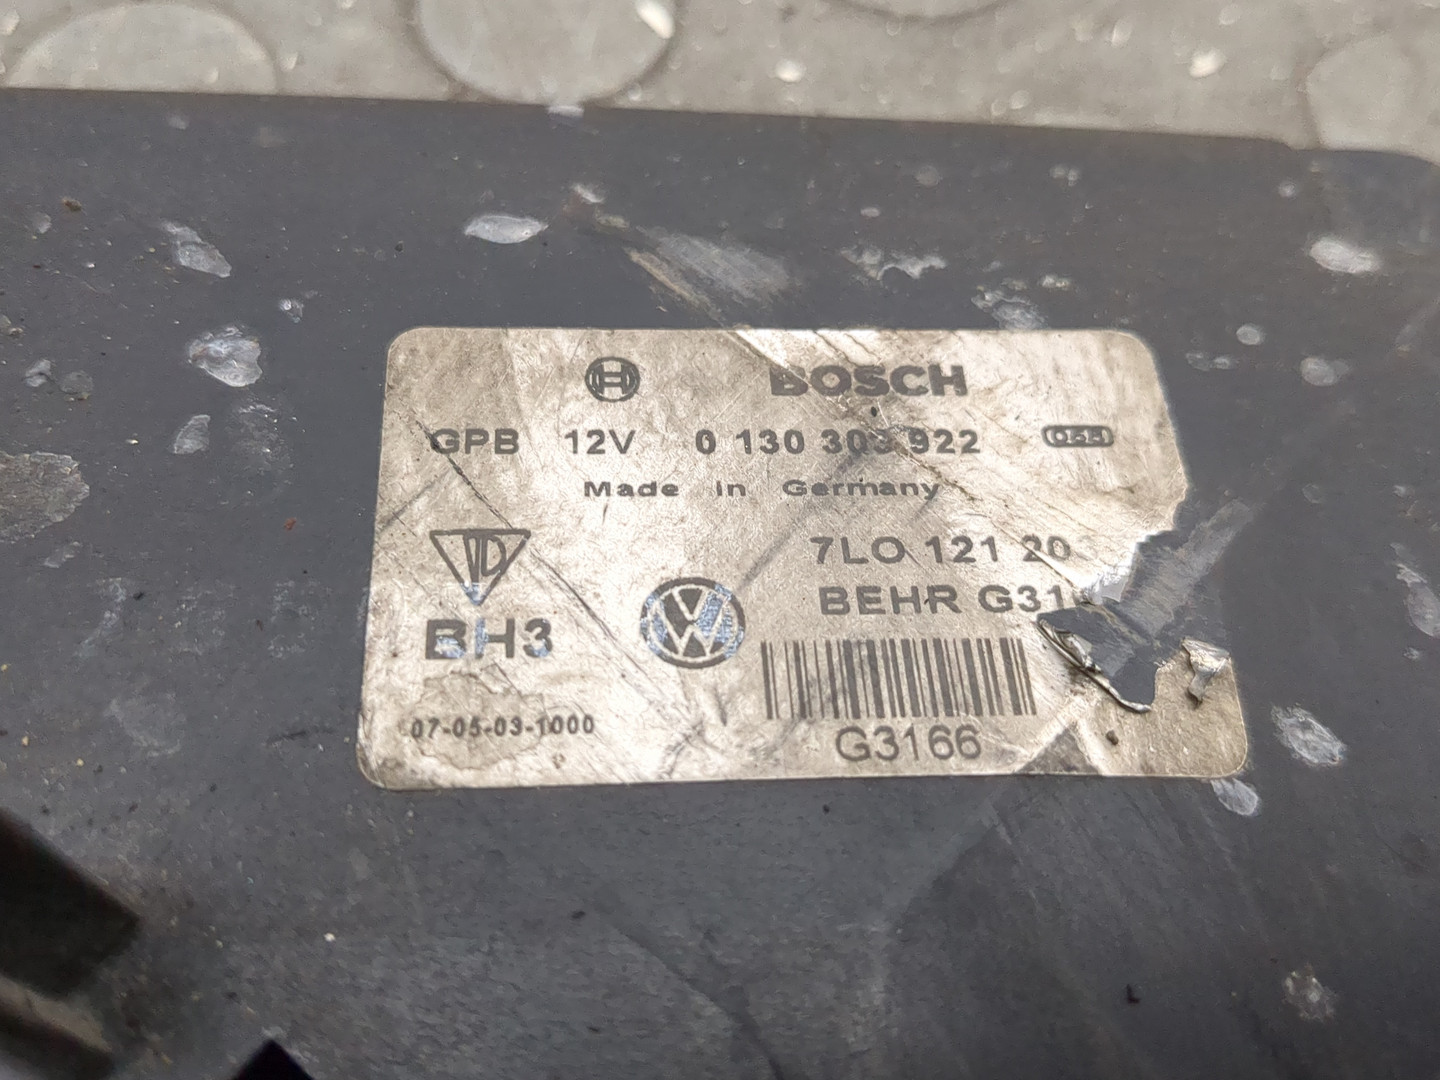 BOSCH
GPB 12V 0 130 303 922
Made in Germany
7LO 121 20
BEHR G31
BH3
07-05-03-1000
G3166